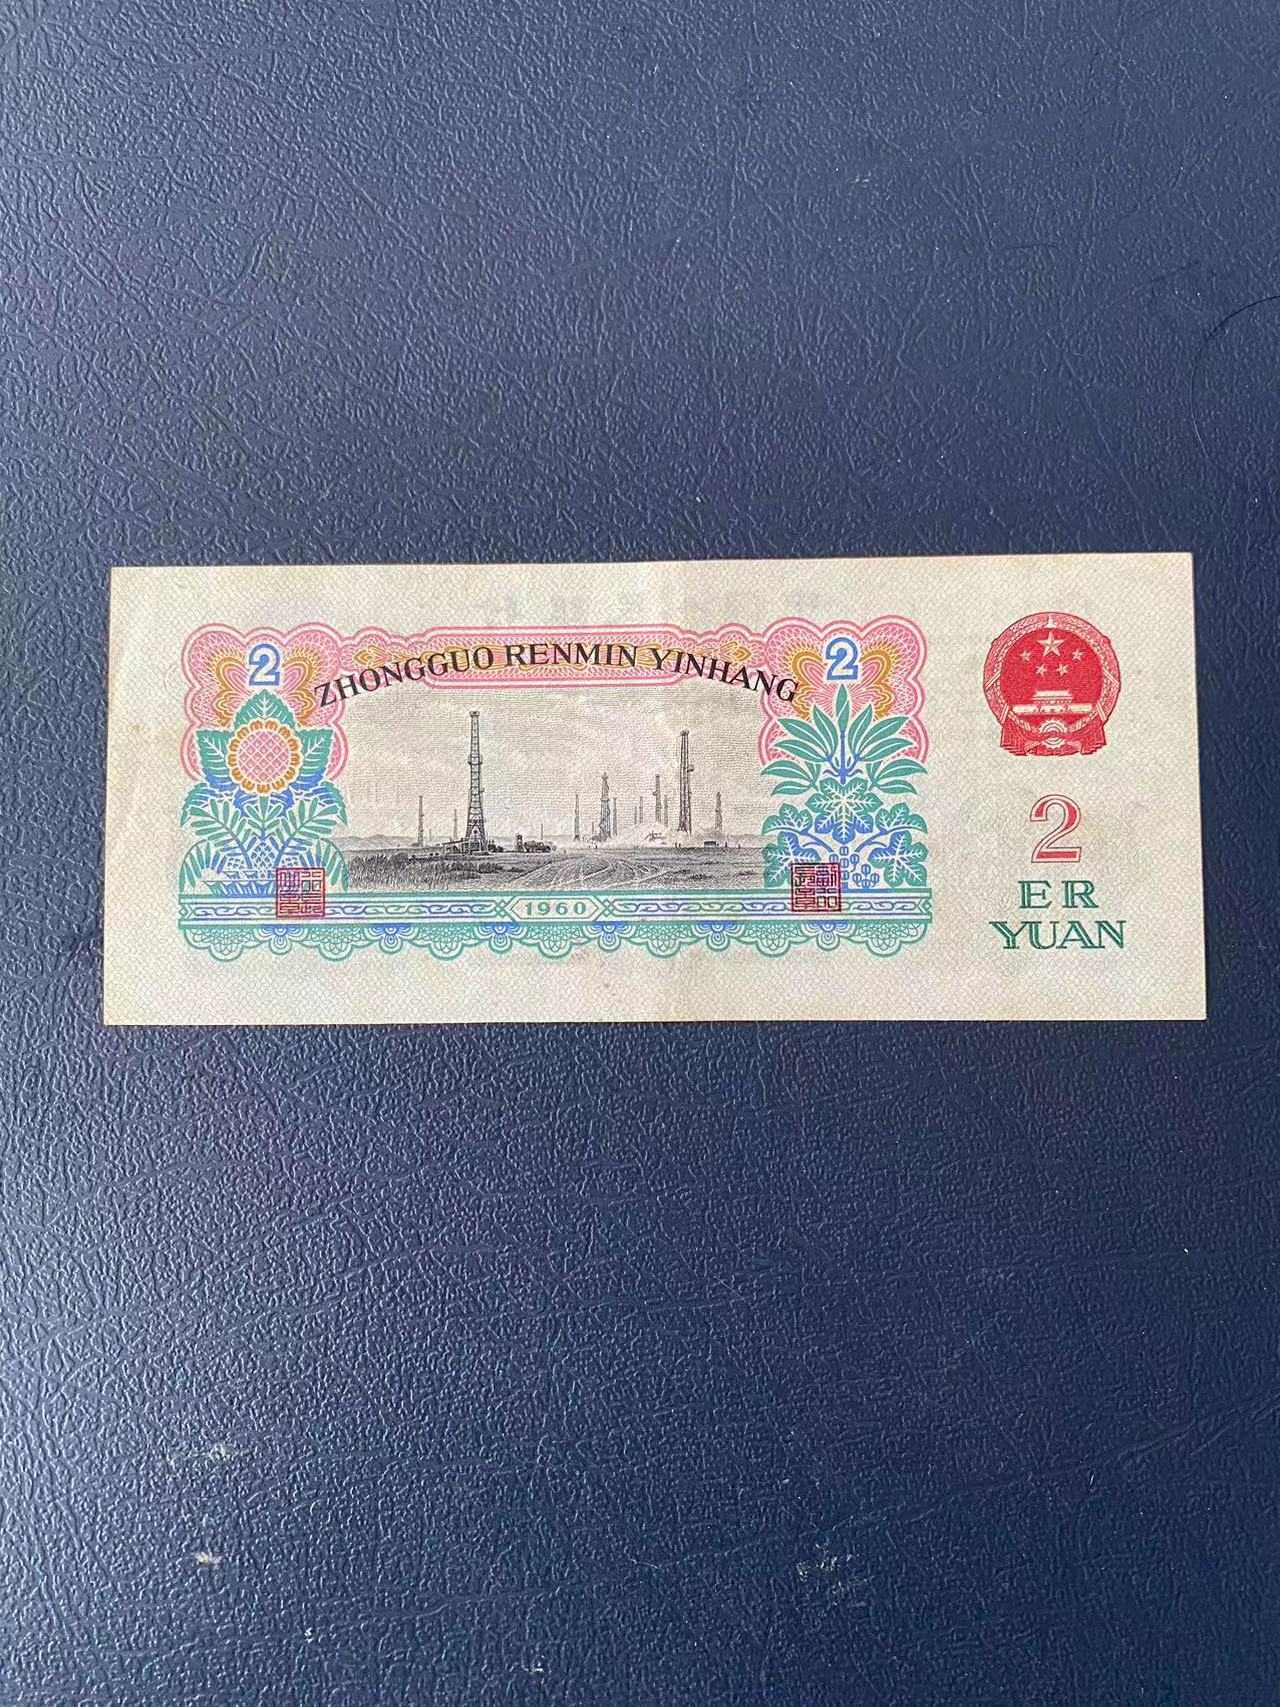 2
ZHONGGUO RENMIN YINHANG
2
1960
2
ER
YUAN